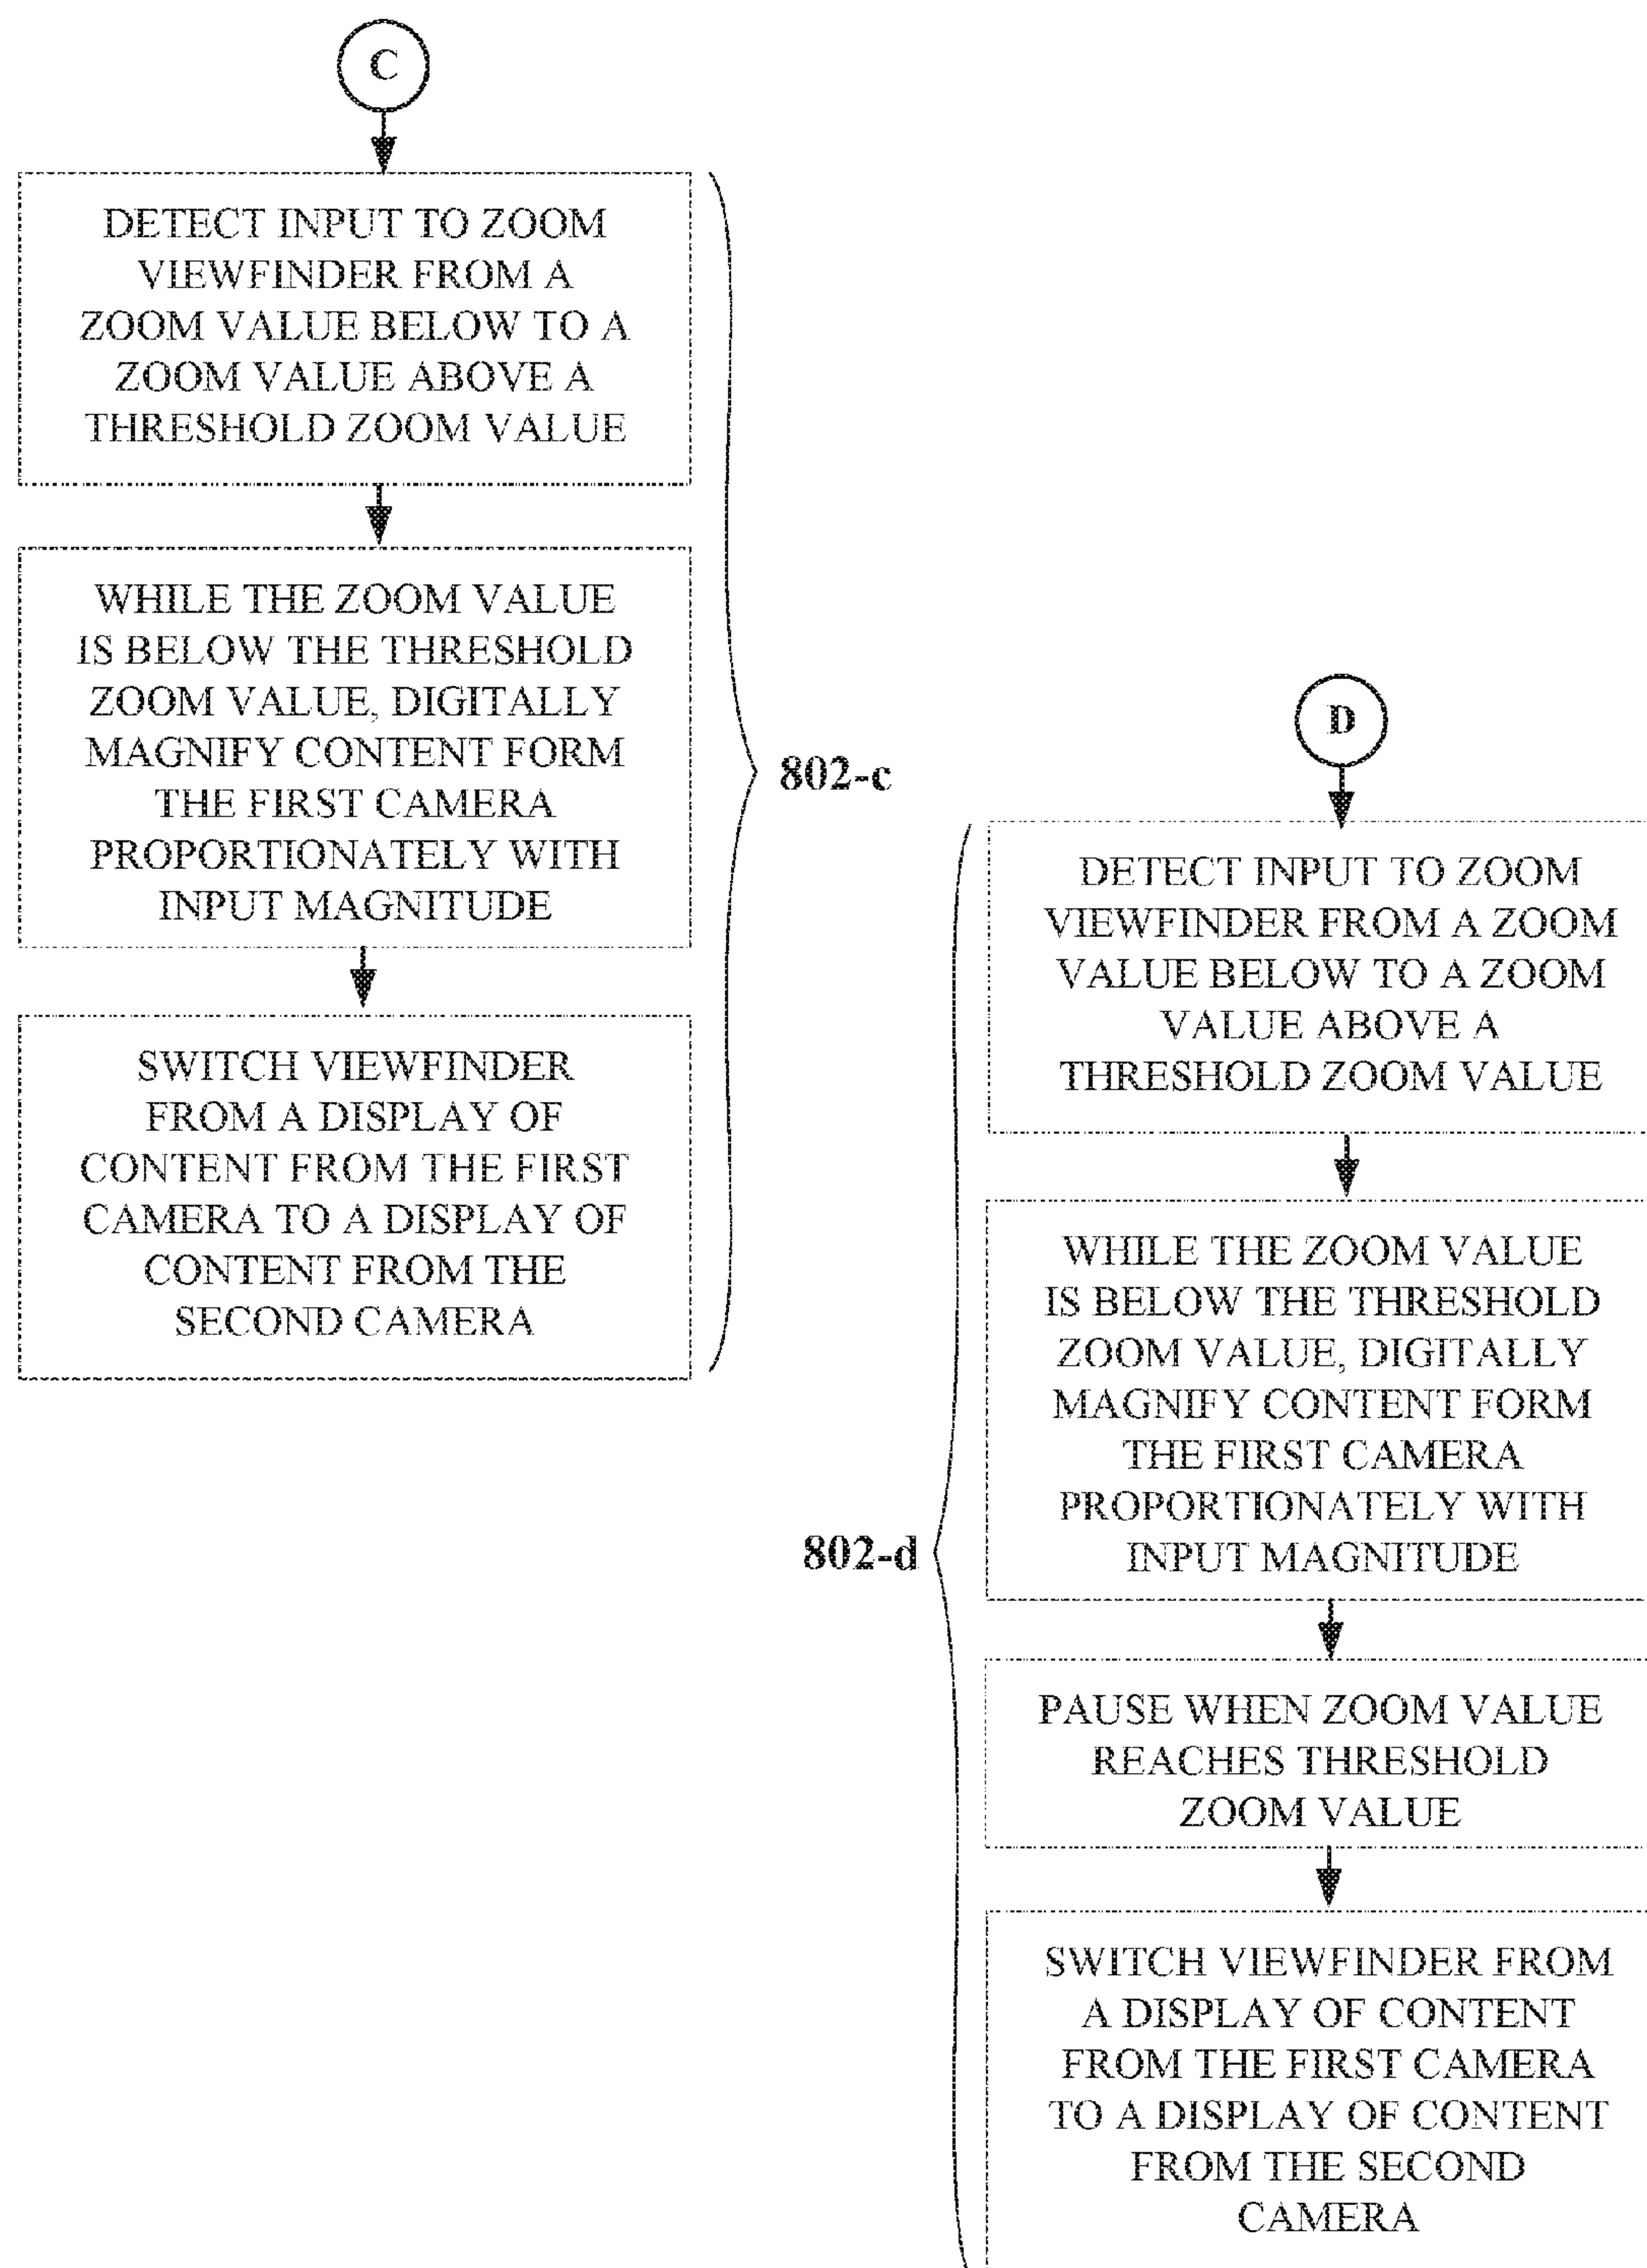 C
DETECT INPUT TO ZOOM
VIEWFINDER FROM A
ZOOM VALUE BELOW TO A
ZOOM VALUE ABOVE A
THRESHOLD ZOOM VALUE
WHILE THE ZOOM VALUE
IS BELOW THE THRESHOLD
ZOOM VALUE, DIGITALLY
MAGNIFY CONTENT FORM
THE FIRST CAMERA
PROPORTIONATELY WITH
INPUT MAGNITUDE
SWITCH VIEWFINDER
FROM A DISPLAY OF
CONTENT FROM THE FIRST
CAMERA TO A DISPLAY OF
CONTENT FROM THE
SECOND CAMERA
802-c
D
DETECT INPUT TO ZOOM
VIEWFINDER FROM A ZOOM
VALUE BELOW TO A ZOOM
VALUE ABOVE A
THRESHOLD ZOOM VALUE
WHILE THE ZOOM VALUE
IS BELOW THE THRESHOLD
ZOOM VALUE, DIGITALLY
MAGNIFY CONTENT FORM
THE FIRST CAMERA
PROPORTIONATELY WITH
INPUT MAGNITUDE
802-d
PAUSE WHEN ZOOM VALUE
REACHES THRESHOLD
ZOOM VALUE
SWITCH VIEWFINDER FROM
A DISPLAY OF CONTENT
FROM THE FIRST CAMERA
TO A DISPLAY OF CONTENT
FROM THE SECOND
CAMERA